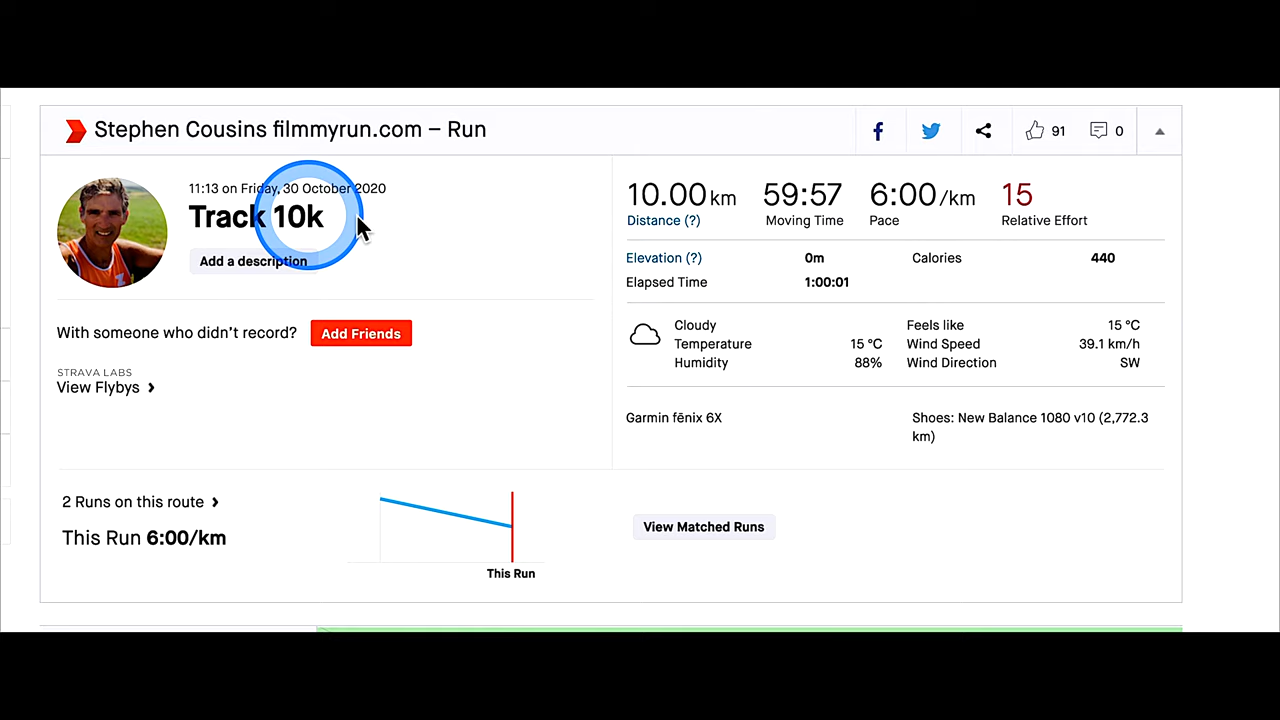 Stephen Cousins filmmyrun.com – Run
91
0
11:13 on Friday, 30 October 2020
Track 10k
Add a description
10.00 km
59:57
6:00/km
15
Distance (?)
Moving Time
Pace
Relative Effort
Elevation (?)
0m
Calories
440
Elapsed Time
1:00:01
With someone who didn't record?
Add Friends
STRAVA LABS
View Flybys
Cloudy
Temperature
15 °C
Humidity
88%
Feels like
15 °C
Wind Speed
39.1 km/h
Wind Direction
SW
Garmin fēnix 6X
Shoes: New Balance 1080 v10 (2,772.3
km)
2 Runs on this route
This Run 6:00/km
This Run
View Matched Runs